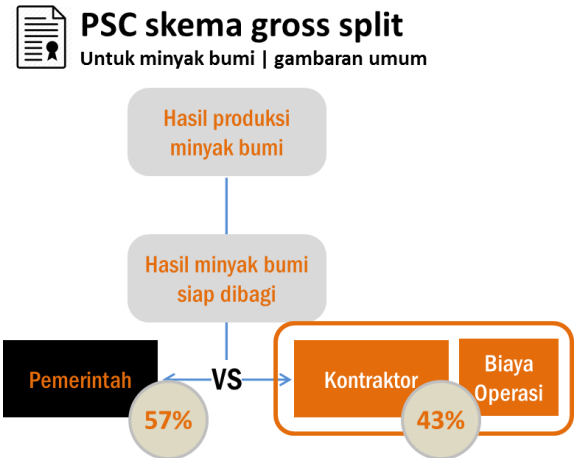 PSC skema gross split
Untuk minyak bumi | gambaran umum
Hasil produksi
minyak bumi
Hasil minyak bumi
siap dibagi
Pemerintah
VS
Kontraktor
Biaya
Operasi
57%
43%